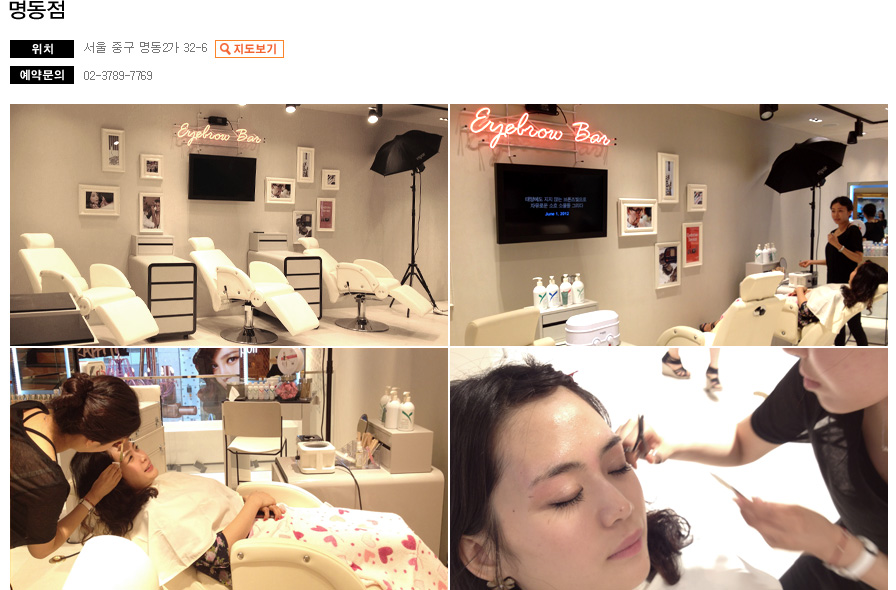 명동점
위치 서울 중구 명동2가 32-6 지도보기
예약문의 02-3789-7769
Eyebrow Bar
Eyebrow Bar
June 1, 2012